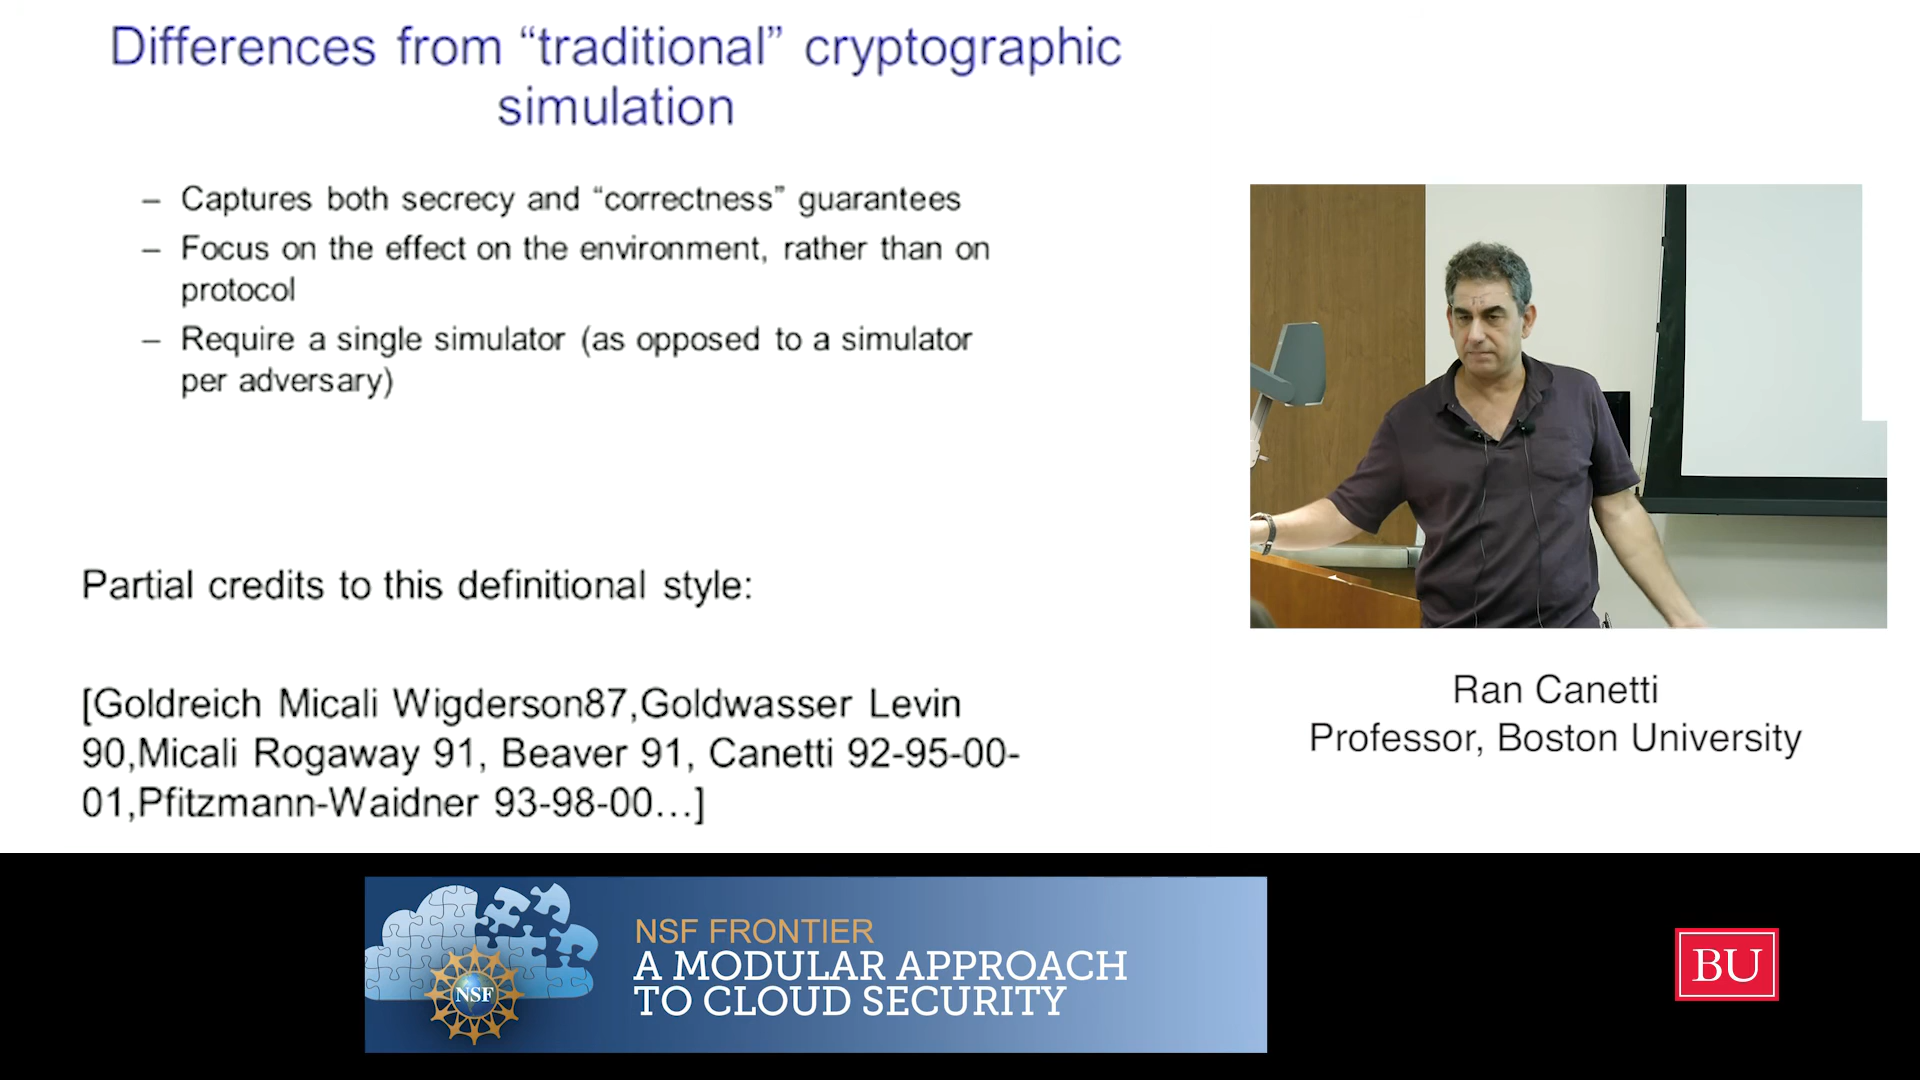 Differences from “traditional” cryptographic
simulation
– Captures both secrecy and “correctness” guarantees
– Focus on the effect on the environment, rather than on
protocol
– Require a single simulator (as opposed to a simulator
per adversary)
Partial credits to this definitional style:
[Goldreich Micali Wigderson87,Goldwasser Levin
90,Micali Rogaway 91, Beaver 91, Canetti 92-95-00-
01,Pfitzmann-Waidner 93-98-00…]
Ran Canetti
Professor, Boston University
NSF
NSF FRONTIER
A MODULAR APPROACH
TO CLOUD SECURITY
BU